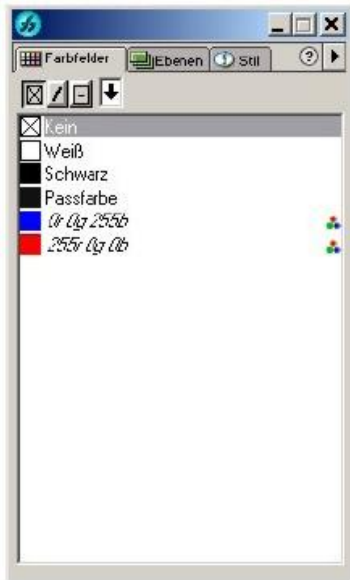 Farbfelder Ebenen Stil ?
Kein
Weiß
Schwarz
Passfarbe
0r 0g 255b
255r 0g 0b